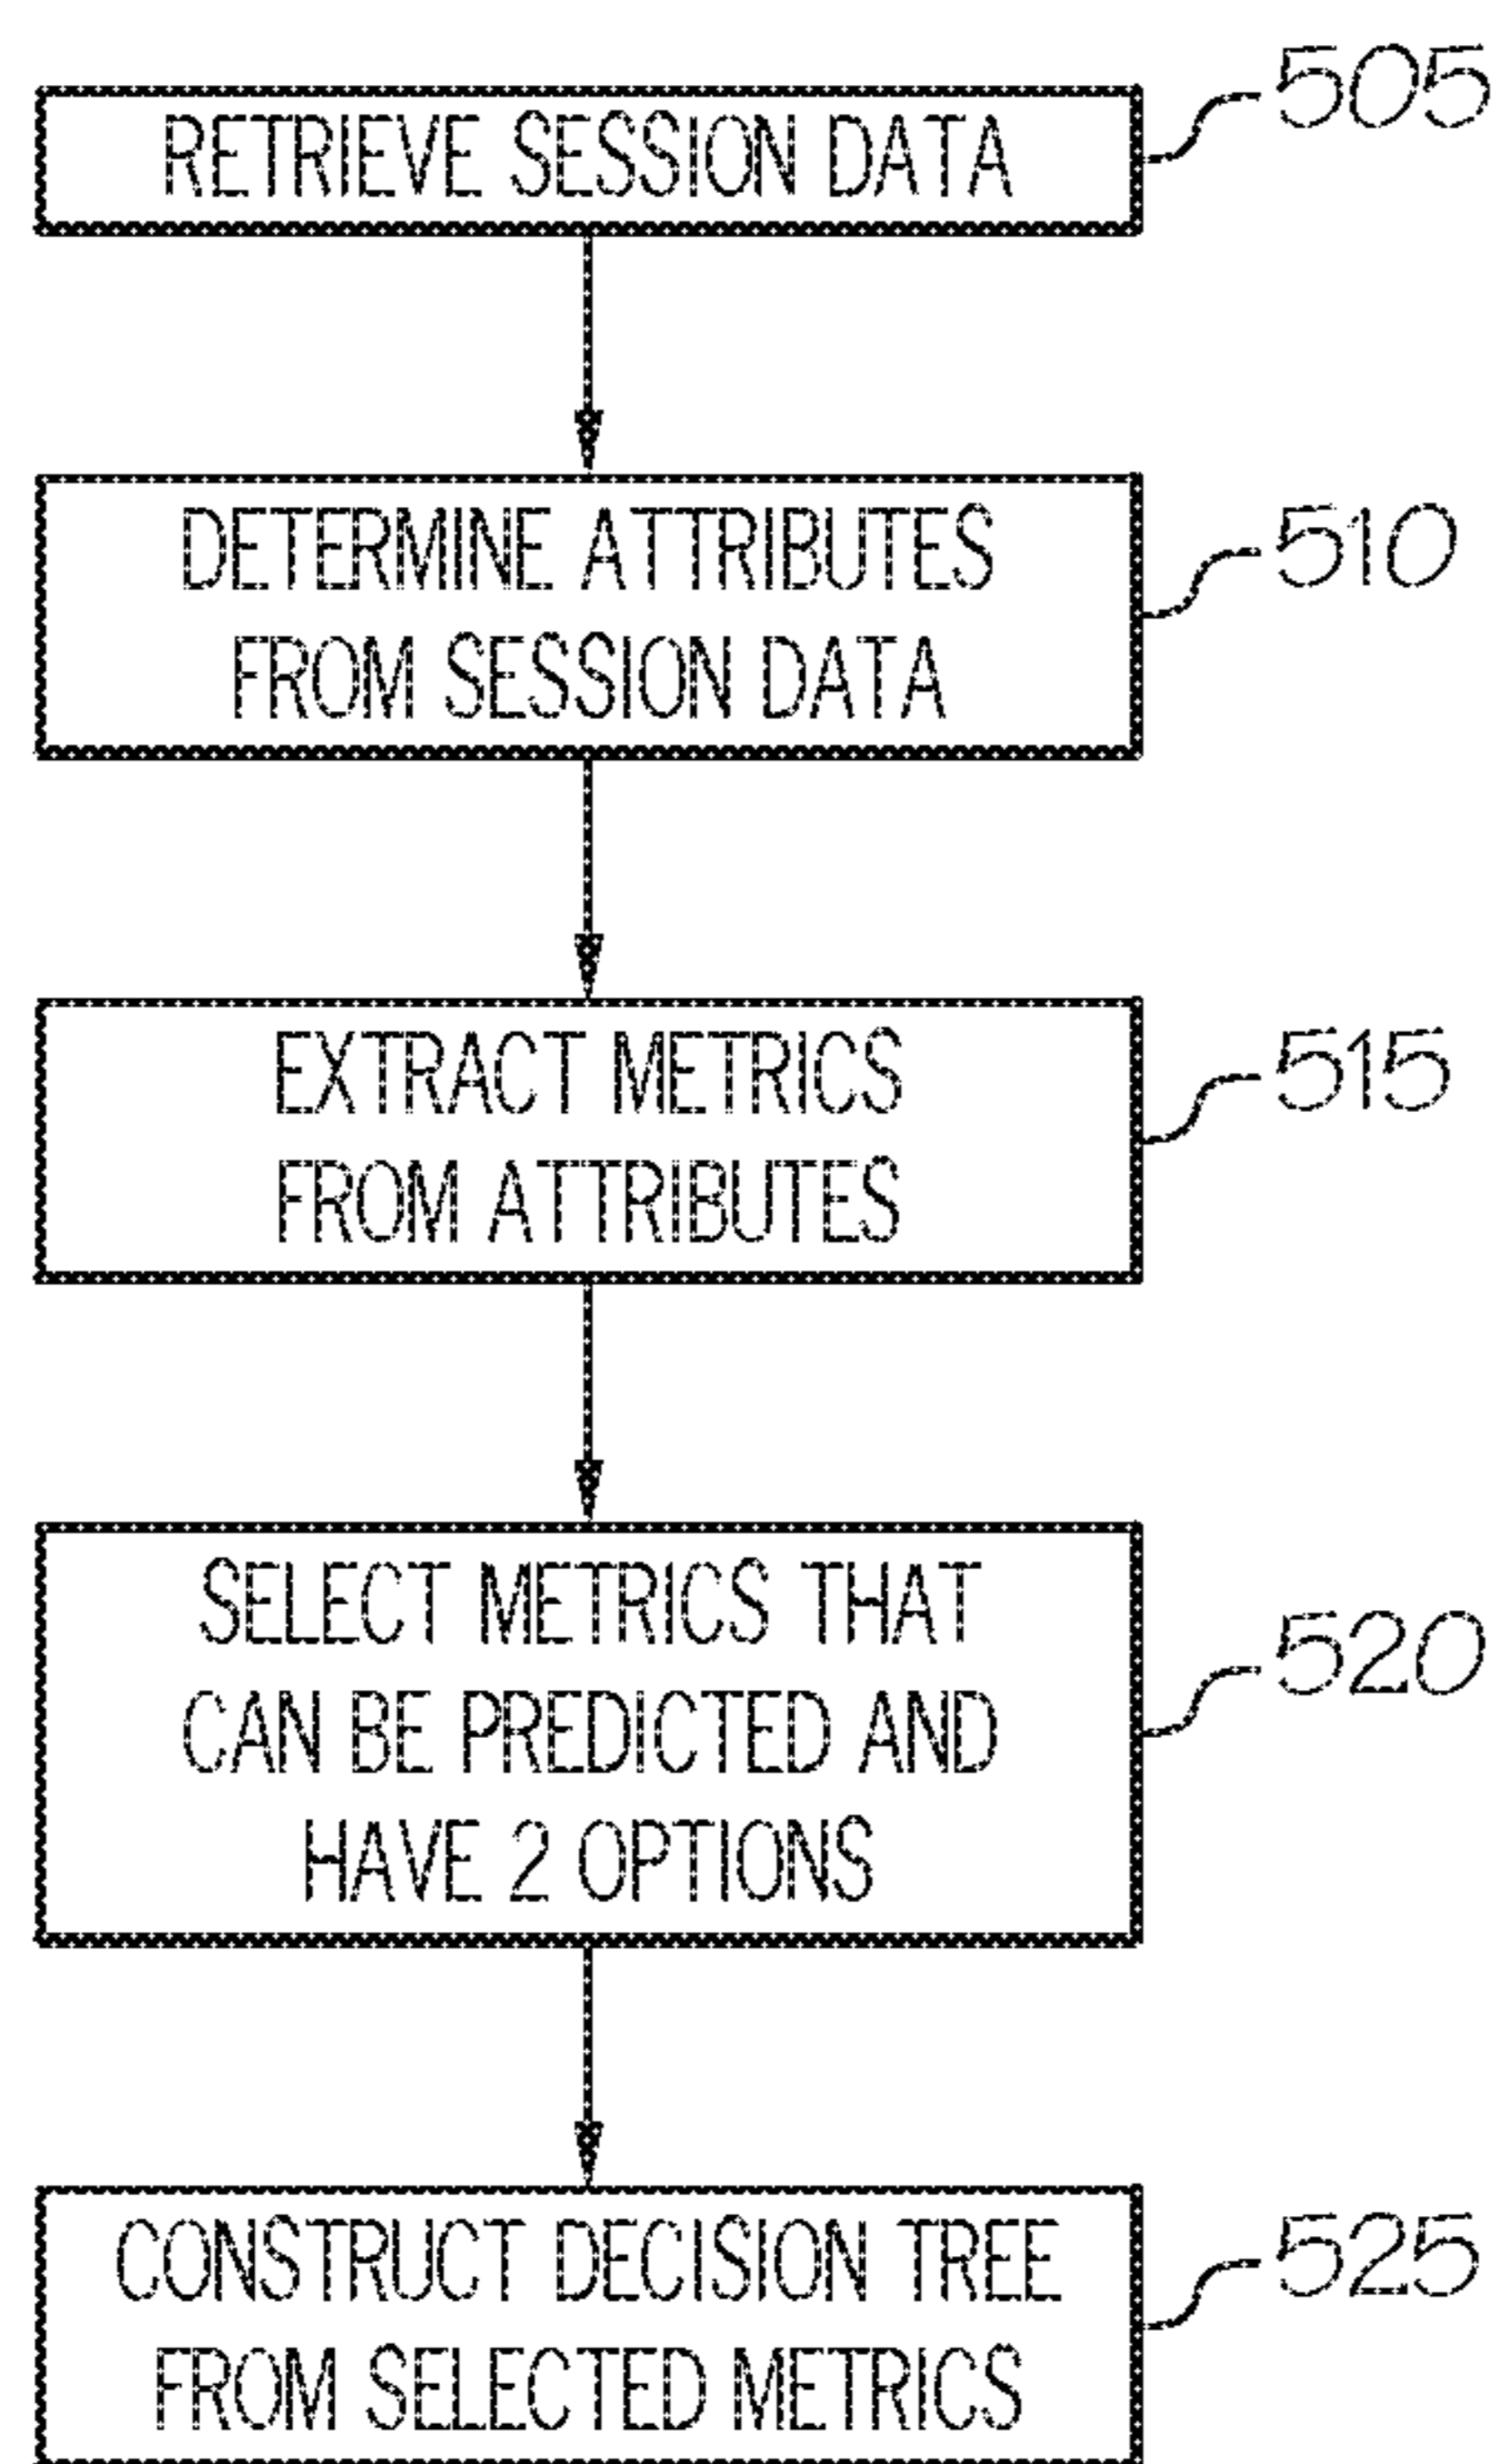 RETRIEVE SESSION DATA
505
DETERMINE ATTRIBUTES
FROM SESSION DATA
510
EXTRACT METRICS
FROM ATTRIBUTES
515
SELECT METRICS THAT
CAN BE PREDICTED AND
HAVE 2 OPTIONS
520
CONSTRUCT DECISION TREE
FROM SELECTED METRICS
525